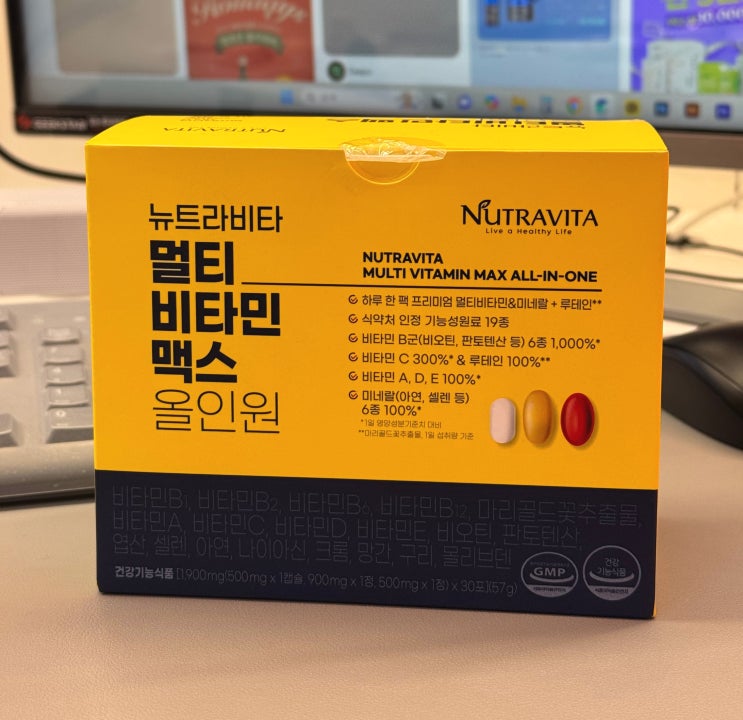 NUTRAVITA
뉴트라비타
멀티
비타민
맥스
올인원
NUTRAVITA
Live a Healthy Life
NUTRAVITA
MULTI VITAMIN MAX ALL-IN-ONE
하루 한 팩 프리미엄 멀티비타민&미네랄 + 루테인**
식약처 인정 기능성원료 19종
비타민 B군(비오틴, 판토텐산 등) 6종 1,000%*
비타민 C 300%* & 루테인 100%**
비타민 A, D, E 100%*
미네랄(아연, 셀렌 등)
6종 100%*
*1일 영양성분기준치 대비
**마리골드꽃추출물, 1일 섭취량 기준
비타민B1, 비타민B2, 비타민B6, 비타민B12, 마리골드꽃추출물,
비타민A, 비타민C, 비타민D, 비타민E, 비오틴, 판토텐산,
엽산, 셀렌, 아연, 나이아신, 크롬, 망간, 구리, 몰리브덴
건강기능식품 [1,900mg(500mg x 1캡슐, 900mg x 1정, 500mg x 1정) x 30포](57g)
GMP
건강
기능식품